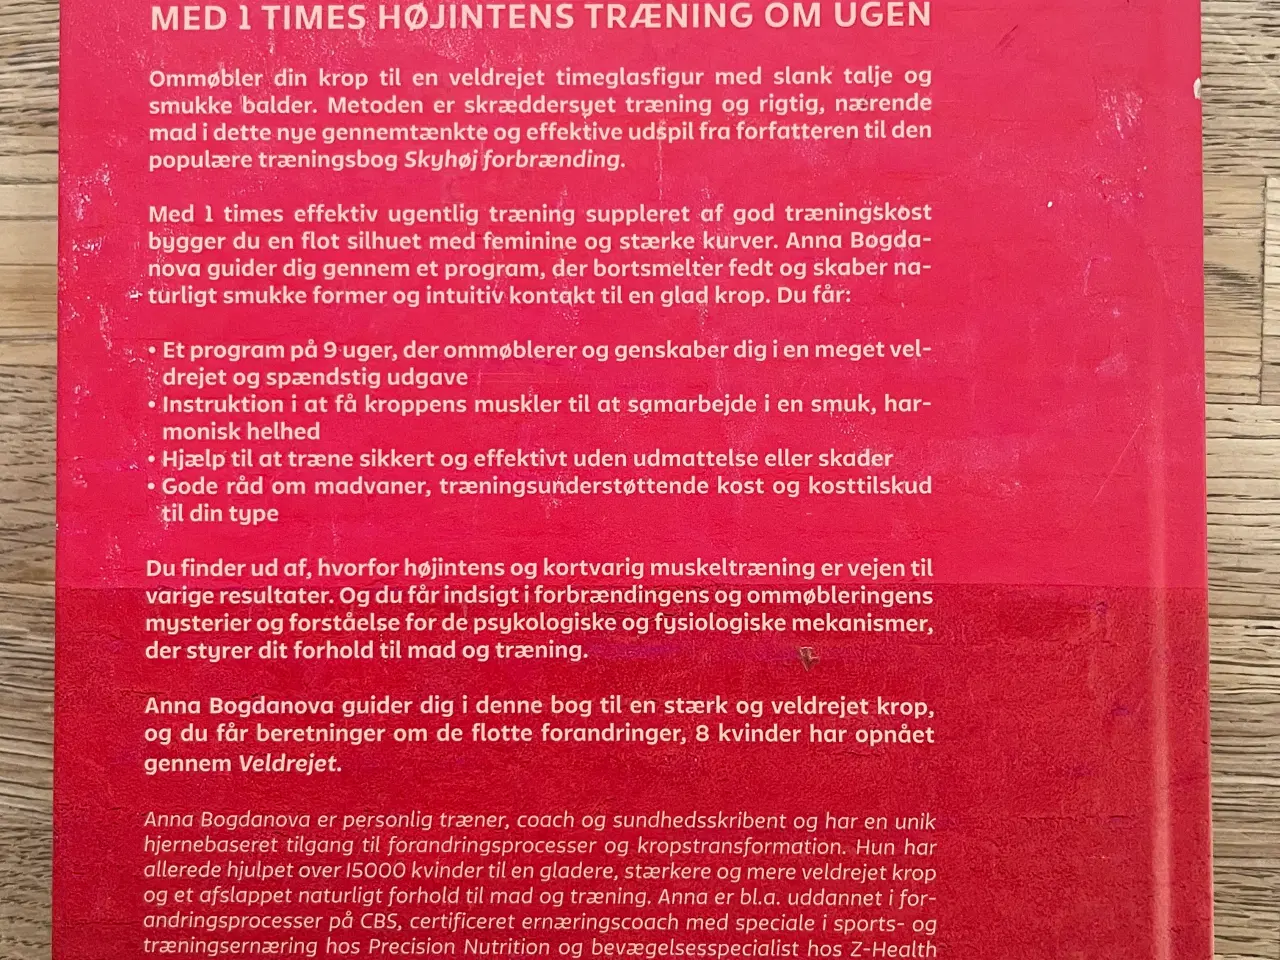 MED 1 TIMES HØJINTENS TRÆNING OM UGEN
Ommøbler din krop til en veldrejet timeglasfigur med slank talje og
smukke balder. Metoden er skræddersyet træning og rigtig, nærende
mad i dette nye gennemtænkte og effektive udspil fra forfatteren til den
populære træningsbog Skyhøj forbrænding.
Med 1 times effektiv ugentlig træning suppleret af god træningskost
bygger du en flot silhuet med feminine og stærke kurver. Anna Bogda-
nova guider dig gennem et program, der bortsmelter fedt og skaber na-
turligt smukke former og intuitiv kontakt til en glad krop. Du får:
• Et program på 9 uger, der ommøblerer og genskaber dig i en meget vel-
drejet og spændstig udgave
• Instruktion i at få kroppens muskler til at samarbejde i en smuk, har-
monisk helhed
• Hjælp til at træne sikkert og effektivt uden udmattelse eller skader
• Gode råd om madvaner, træningsunderstøttende kost og kosttilskud
til din type
Du finder ud af, hvorfor højintens og kortvarig muskeltræning er vejen til
varige resultater. Og du får indsigt i forbrændingens og ommøbleringens
mysterier og forståelse for de psykologiske og fysiologiske mekanismer,
der styrer dit forhold til mad og træning.
Anna Bogdanova guider dig i denne bog til en stærk og veldrejet krop,
og du får beretninger om de flotte forandringer, 8 kvinder har opnået
gennem Veldrejet.
Anna Bogdanova er personlig træner, coach og sundhedsskribent og har en unik
hjernebaseret tilgang til forandringsprocesser og kropstransformation. Hun har
allerede hjulpet over 15000 kvinder til en gladere, stærkere og mere veldrejet krop
og et afslappet naturligt forhold til mad og træning. Anna er bl.a. uddannet i for-
andringsprocesser på CBS, certificeret ernæringscoach med speciale i sports- og
træningsernæring hos Precision Nutrition og bevægelsesspecialist hos Z-Health